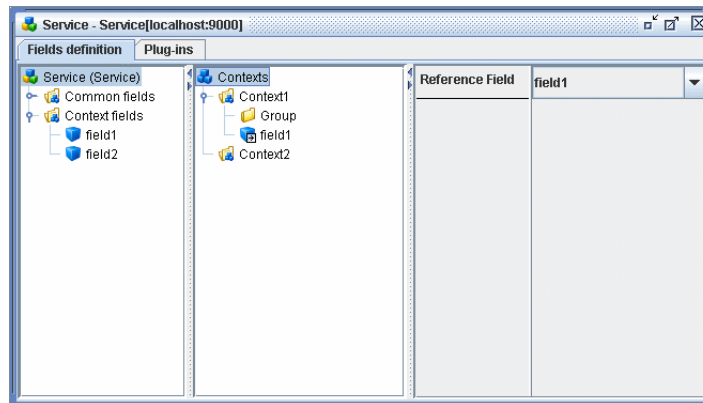 Service - Service[localhost:9000]
Fields definition
Plug-ins
Service (Service)
Common fields
Context fields
field1
field2
Contexts
Context1
Group
field1
Context2
Reference Field
field1